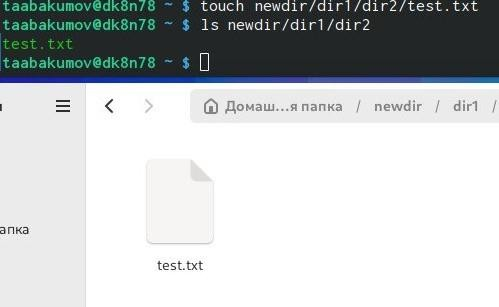 taabakumov@dk8n78 ~ $ touch newdir/dir1/dir2/test.txt
taabakumov@dk8n78 ~ $ ls newdir/dir1/dir2
test.txt
taabakumov@dk8n78 ~ $
Домаш...я папка / newdir / dir1 /
апка
test.txt